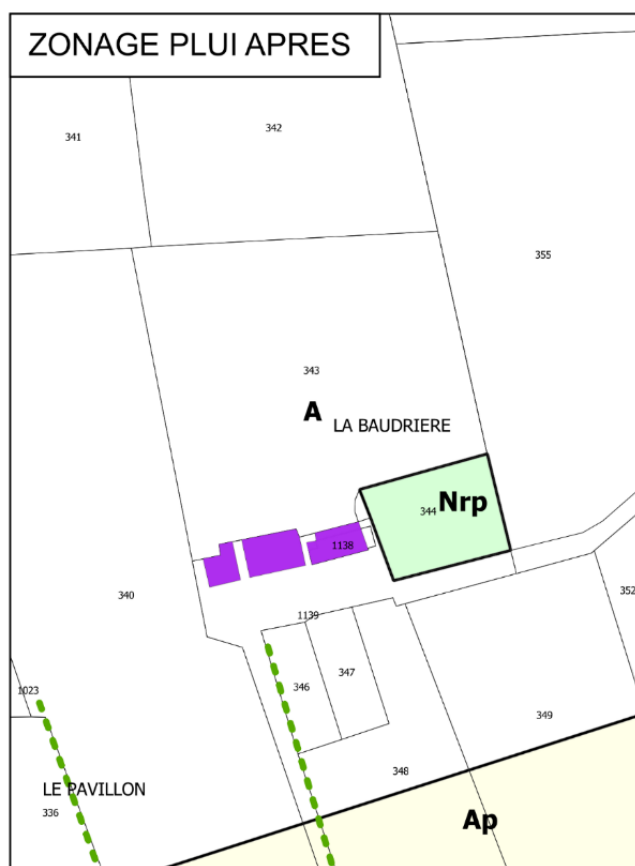 ZONAGE PLUI APRES
342
341
355
343
A
LA BAUDRIERE
344
Nrp
1138
340
1139
352
347
346
1023
349
348
LE PAVILLON
336
Ap